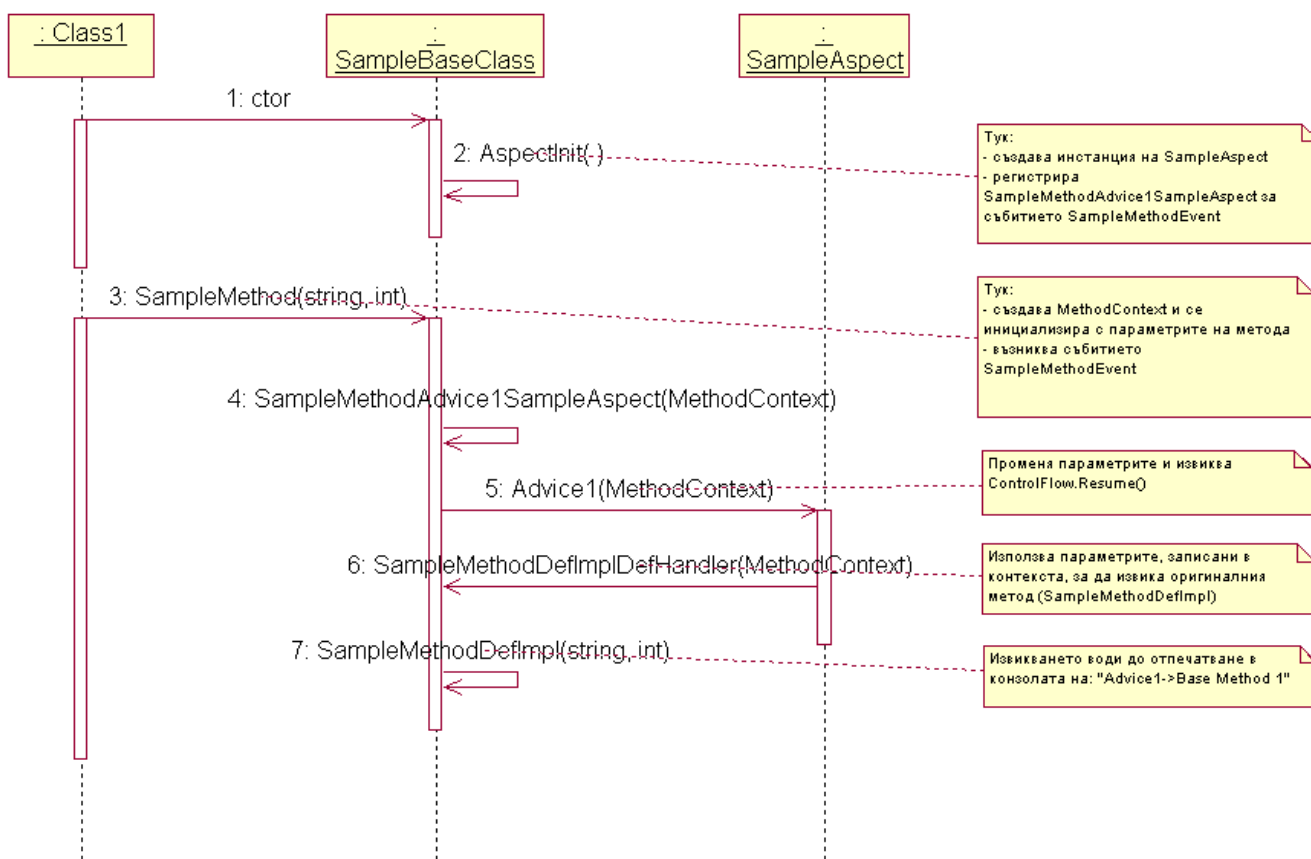 : Class1
:
SampleBaseClass
:
SampleAspect
1: ctor
2: AspectInit( )
Тук:
- създава инстанция на SampleAspect
- регистрира
SampleMethodAdvice1SampleAspect за
събитието SampleMethodEvent
3: SampleMethod(string, int)
Тук:
- създава MethodContext и се
инициализира с параметрите на метода
- възниква събитието
SampleMethodEvent
4: SampleMethodAdvice1SampleAspect(MethodContext)
Променя параметрите и извиква
ControlFlow.Resume()
5: Advice1(MethodContext)
6: SampleMethodDefImplDefHandler(MethodContext)
Използва параметрите, записани в
контекста, за да извика оригиналния
метод (SampleMethodDefImpl)
7: SampleMethodDefImpl(string, int)
Извикването води до отпечатване в
конзолата на: "Advice1->Base Method 1"